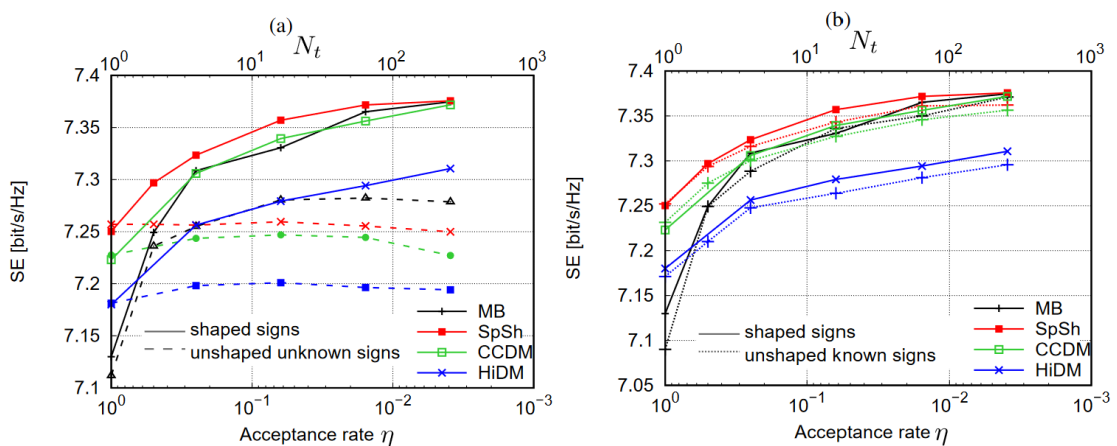 (a)
N_t
10^0 10^1 10^2 10^3
7.4
7.35
7.3
7.25
7.2
7.15
7.1
SE [bit/s/Hz]
shaped signs
unshaped unknown signs
MB
SpSh
CCDM
HiDM
10^0 10^-1 10^-2 10^-3
Acceptance rate η
(b)
N_t
10^0 10^1 10^2 10^3
7.4
7.35
7.3
7.25
7.2
7.15
7.1
7.05
SE [bit/s/Hz]
shaped signs
unshaped known signs
MB
SpSh
CCDM
HiDM
10^0 10^-1 10^-2 10^-3
Acceptance rate η